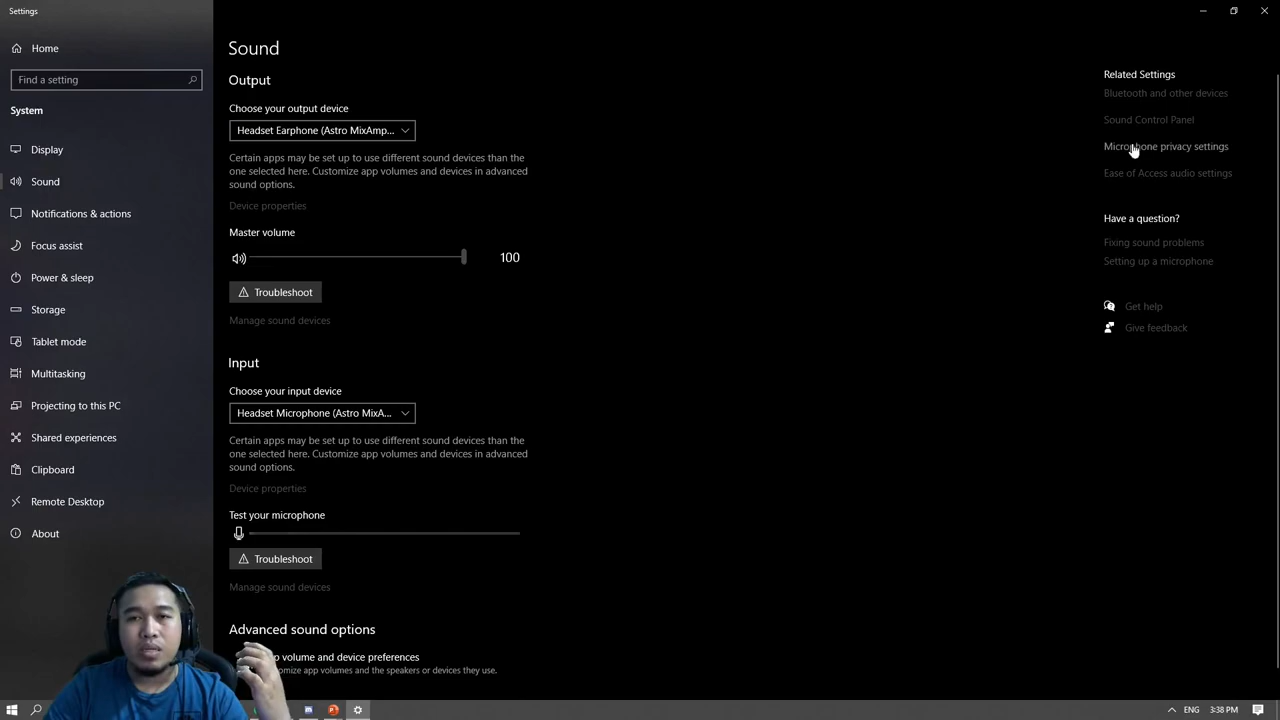 Settings
Home
Find a setting
System
Display
Sound
Notifications & actions
Focus assist
Power & sleep
Storage
Tablet mode
Multitasking
Projecting to this PC
Shared experiences
Clipboard
Remote Desktop
About
Sound
Output
Choose your output device
Headset Earphone (Astro MixAmp...
Certain apps may be set up to use different sound devices than the
one selected here. Customize app volumes and devices in advanced
sound options.
Device properties
Master volume
100
Troubleshoot
Manage sound devices
Input
Choose your input device
Headset Microphone (Astro MixA...
Certain apps may be set up to use different sound devices than the
one selected here. Customize app volumes and devices in advanced
sound options.
Device properties
Test your microphone
Troubleshoot
Manage sound devices
Advanced sound options
volume and device preferences
app volumes and the speakers or devices they use.
Related Settings
Bluetooth and other devices
Sound Control Panel
Microphone privacy settings
Ease of Access audio settings
Have a question?
Fixing sound problems
Setting up a microphone
Get help
Give feedback
ENG
3:38 PM